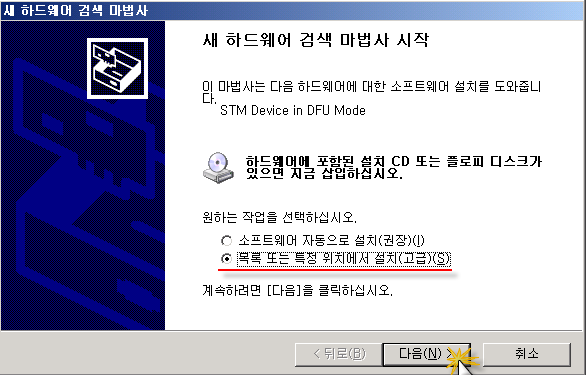 새 하드웨어 검색 마법사
새 하드웨어 검색 마법사 시작
이 마법사는 다음 하드웨어에 대한 소프트웨어 설치를 도와줍니
다.
STM Device in DFU Mode
하드웨어에 포함된 설치 CD 또는 플로피 디스크가
있으면 지금 삽입하십시오.
원하는 작업을 선택하십시오.
소프트웨어 자동으로 설치(권장)(I)
목록 또는 특정 위치에서 설치(고급)(S)
계속하려면 [다음]을 클릭하십시오.
< 뒤로(B) 다음(N) > 취소